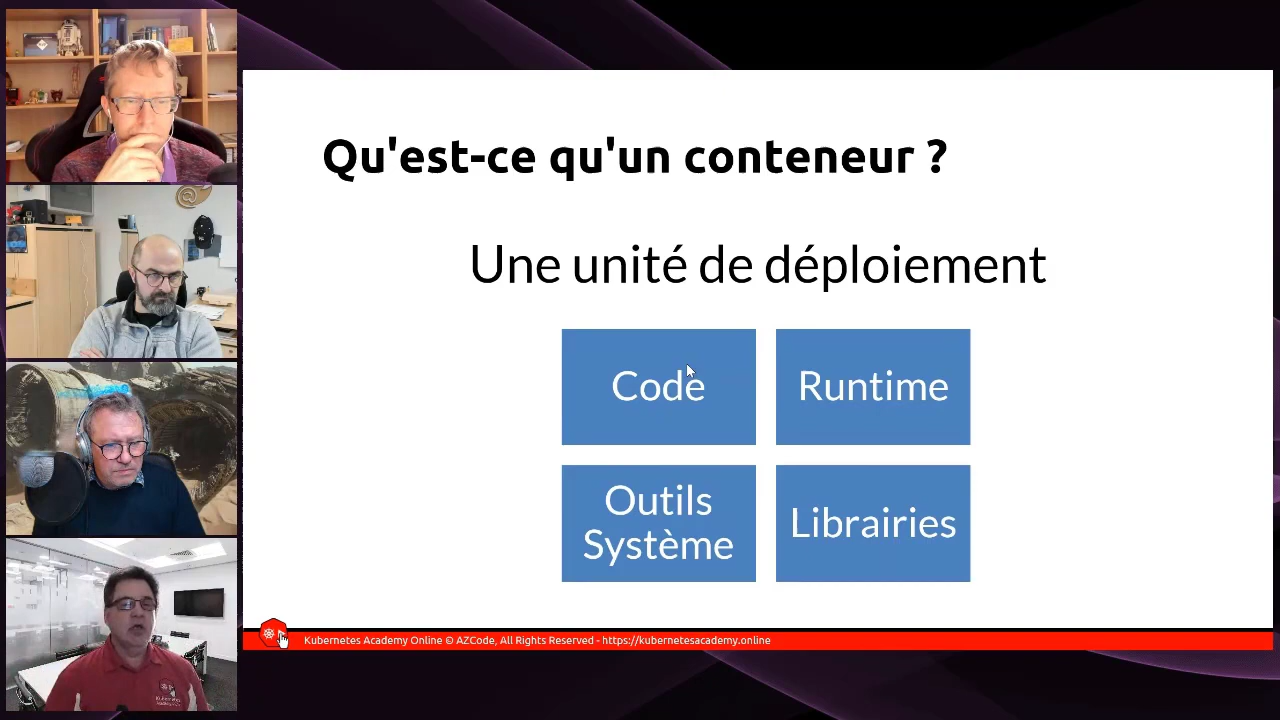 Qu'est-ce qu'un conteneur ?
Une unité de déploiement
Code
Runtime
Outils
Système
Librairies
Kubernetes Academy Online © AZCode, All Rights Reserved - https://kubernetesacademy.online
Kubernetes